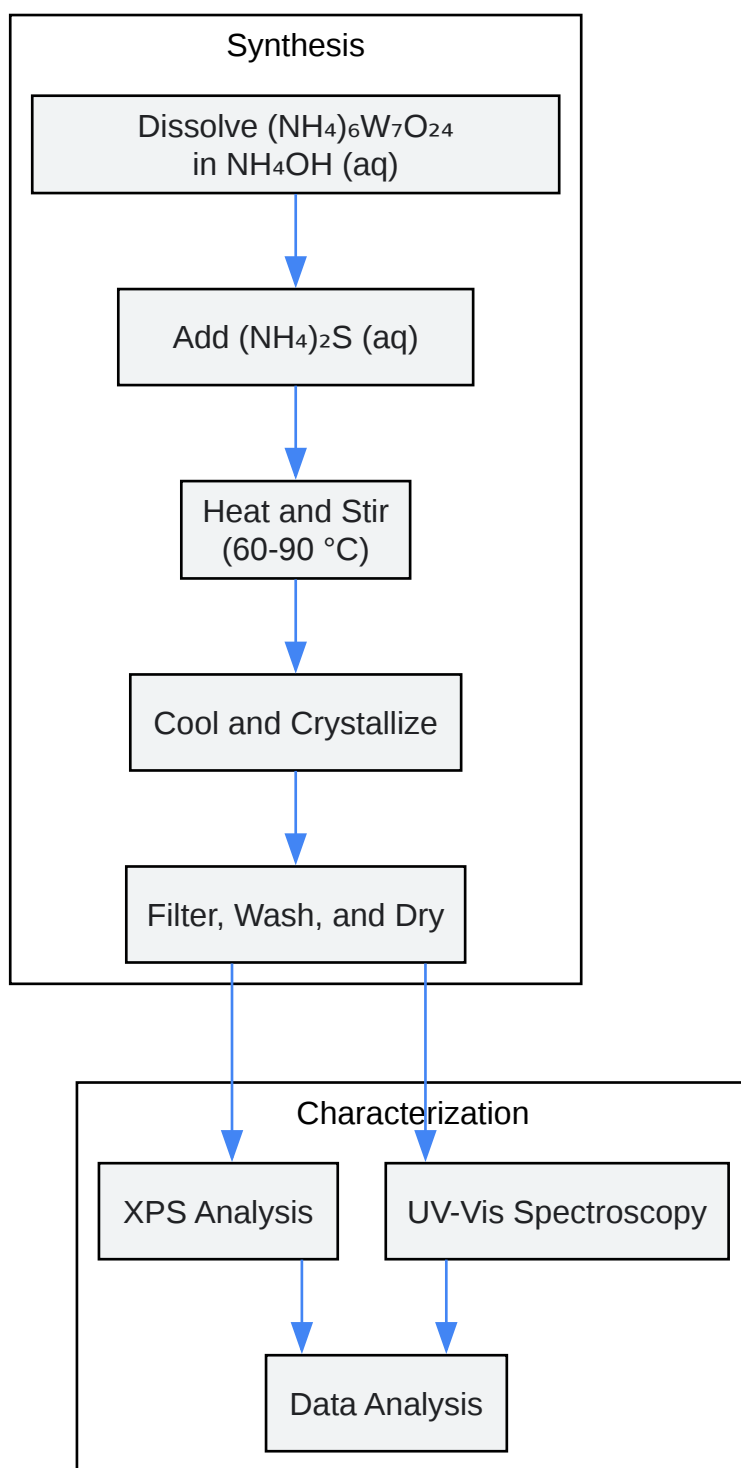 Synthesis
Dissolve (NH₄)₆W₇O₂₄
in NH₄OH (aq)
Add (NH₄)₂S (aq)
Heat and Stir
(60-90 °C)
Cool and Crystallize
Filter, Wash, and Dry
Characterization
XPS Analysis
UV-Vis Spectroscopy
Data Analysis